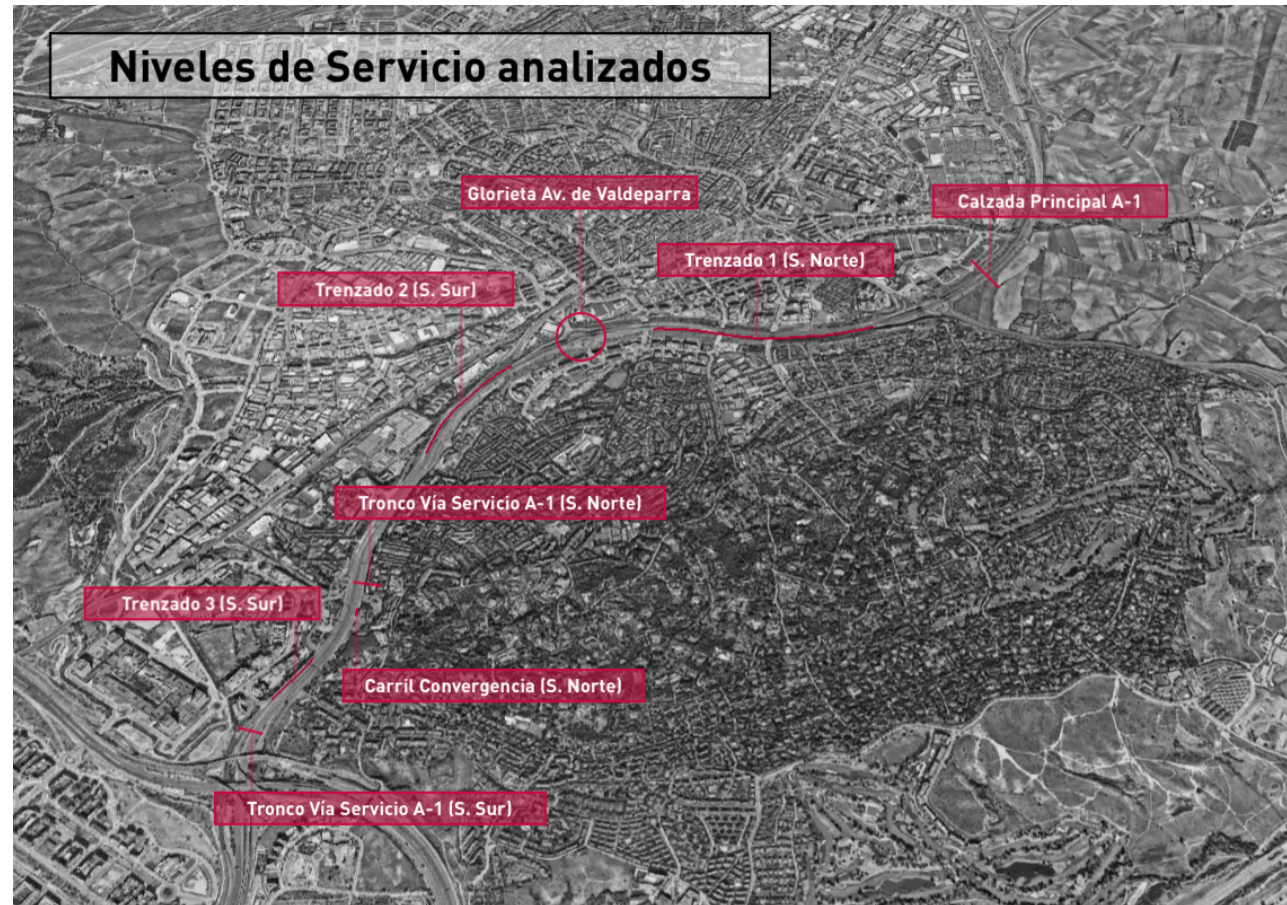 Niveles de Servicio analizados
Glorieta Av. de Valdeparra
Calzada Principal A-1
Trenzado 1 (S. Norte)
Trenzado 2 (S. Sur)
Tronco Vía Servicio A-1 (S. Norte)
Trenzado 3 (S. Sur)
Carril Convergencia (S. Norte)
Tronco Vía Servicio A-1 (S. Sur)